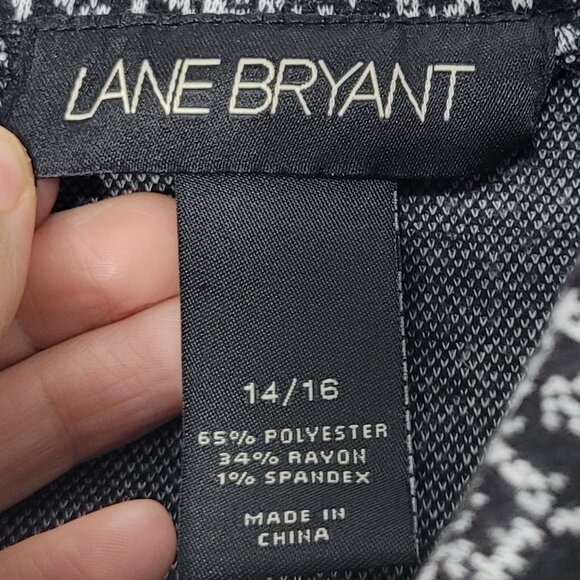 LANE BRYANT
14/16
65% POLYESTER
34% RAYON
1% SPANDEX
MADE IN
CHINA